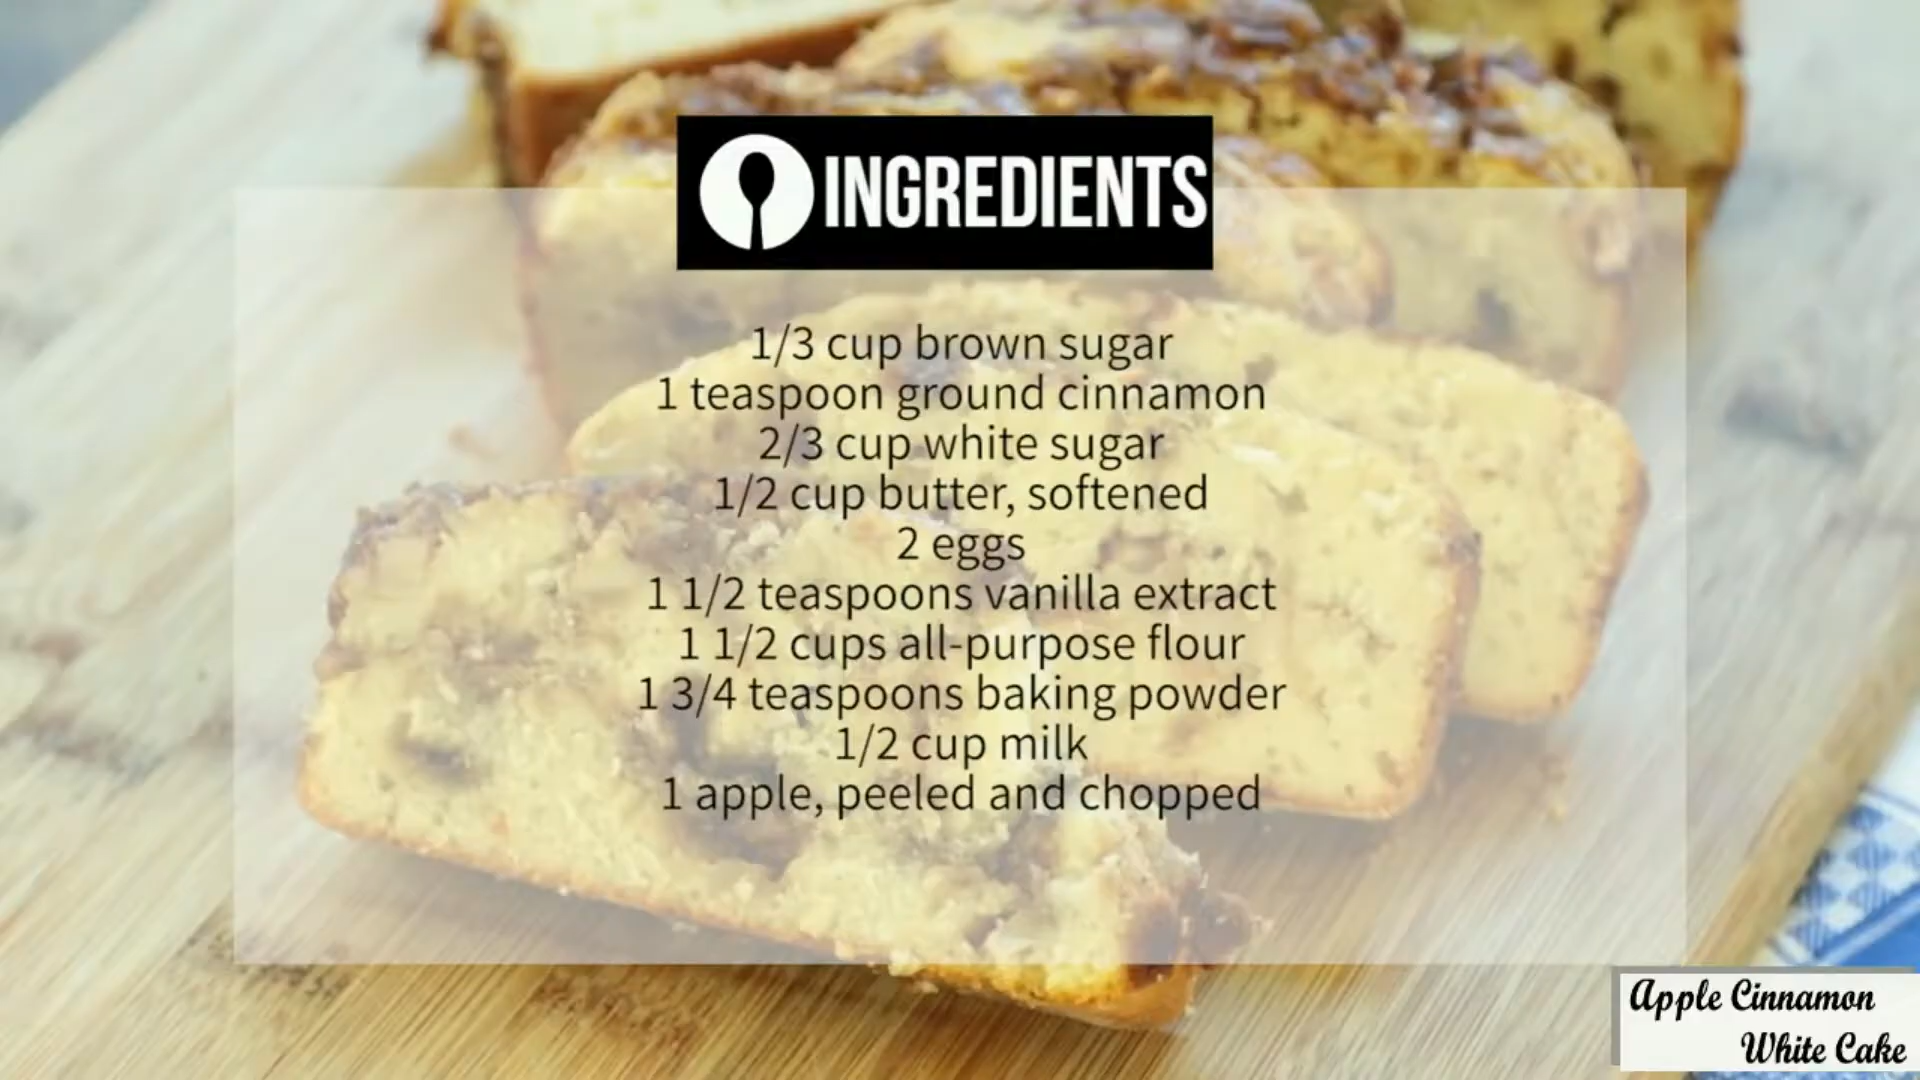 INGREDIENTS
1/3 cup brown sugar
1 teaspoon ground cinnamon
2/3 cup white sugar
1/2 cup butter, softened
2 eggs
1 1/2 teaspoons vanilla extract
1 1/2 cups all-purpose flour
1 3/4 teaspoons baking powder
1/2 cup milk
1 apple, peeled and chopped
Apple Cinnamon
White Cake